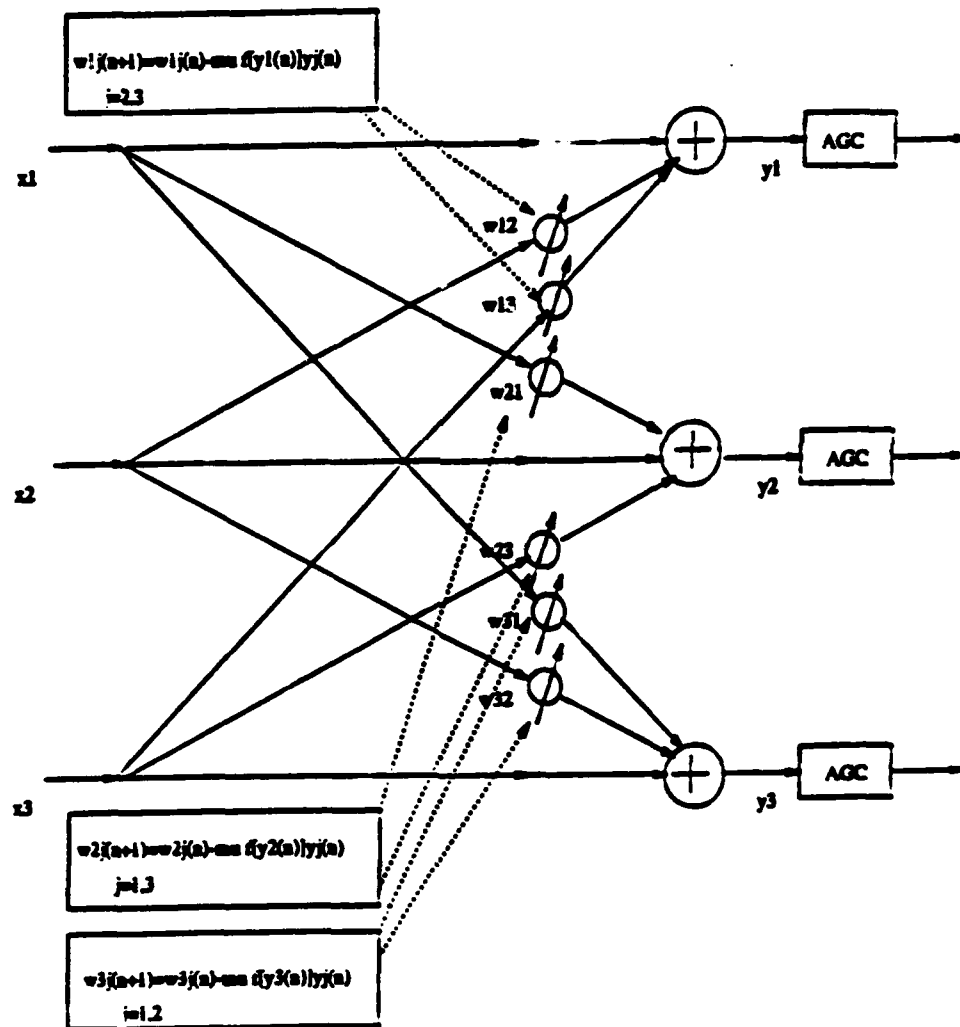 w1j(n+1)=w1j(n)-mu f[y1(n)]yj(n)
j=2,3
x1
y1
AGC
w12
w13
w21
x2
y2
AGC
w23
w31
w32
x3
y3
AGC
w2j(n+1)=w2j(n)-mu f[y2(n)]yj(n)
j=1,3
w3j(n+1)=w3j(n)-mu f[y3(n)]yj(n)
j=1,2